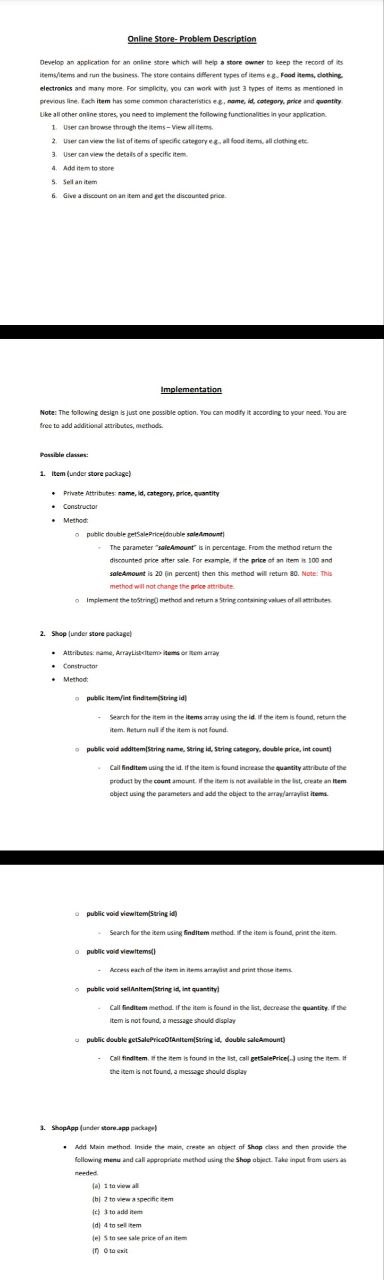 Online Store- Problem Description
Develop an application for an online store which will help a store owner to keep the record of its
items/items and run the business. The store contains different types of items e.g., Food items, clothing,
electronics and many more. For simplicity, you can work with just 3 types of items as mentioned in
previous line. Each item has some common characteristics e.g., name, id, category, price and quantity.
Like all other online stores, you need to implement the following functionalities in your application.
1. User can browse through the items – View all items.
2. User can view the list of items of specific category e.g., all food items, all clothing etc.
3. User can view the details of a specific item.
4. Add item to store
5. Sell an item
6. Give a discount on an item and get the discounted price.
Implementation
Note: The following design is just one possible option. You can modify it according to your need. You are
free to add additional attributes, methods.
Possible classes:
1. Item (under store package)
• Private Attributes: name, id, category, price, quantity
• Constructor
• Method:
o public double getSalePrice(double saleAmount)
- The parameter "saleAmount" is in percentage. From the method return the
discounted price after sale. For example, if the price of an item is 100 and
saleAmount is 20 (in percent) then this method will return 80. Note: This
method will not change the price attribute.
o Implement the toString() method and return a String containing values of all attributes.
2. Shop (under store package)
• Attributes: name, ArrayList<Item> items or Item array
• Constructor
• Method:
o public Item/int findItem(String id)
- Search for the item in the items array using the id. If the item is found, return the
item. Return null if the item is not found.
o public void addItem(String name, String id, String category, double price, int count)
- Call findItem using the id. If the item is found increase the quantity attribute of the
product by the count amount. If the item is not available in the list, create an Item
object using the parameters and add the object to the array/arraylist items.
o public void viewItem(String id)
- Search for the item using findItem method. If the item is found, print the item.
o public void viewItems()
- Access each of the item in items arraylist and print those items.
o public void sellAnItem(String id, int quantity)
- Call findItem method. If the item is found in the list, decrease the quantity. If the
item is not found, a message should display
o public double getSalePriceOfAnItem(String id, double saleAmount)
- Call findItem. If the item is found in the list, call getSalePrice(..) using the item. If
the item is not found, a message should display
3. ShopApp (under store.app package)
• Add Main method. Inside the main, create an object of Shop class and then provide the
following menu and call appropriate method using the Shop object. Take input from users as
needed.
(a) 1 to view all
(b) 2 to view a specific item
(c) 3 to add item
(d) 4 to sell item
(e) 5 to see sale price of an item
(f) 0 to exit